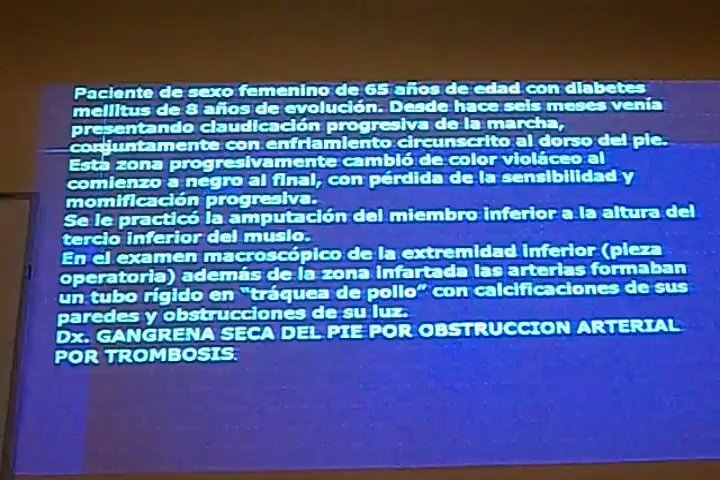 Paciente de sexo femenino de 65 años de edad con diabetes
mellitus de 8 años de evolución. Desde hace seis meses venía
presentando claudicación progresiva de la marcha,
conjuntamente con enfriamiento circunscrito al dorso del pie.
Esta zona progresivamente cambió de color violáceo al
comienzo a negro al final, con pérdida de la sensibilidad y
momificación progresiva.
Se le practicó la amputación del miembro inferior a la altura del
tercio inferior del muslo.
En el examen macroscópico de la extremidad inferior (pieza
operatoria) además de la zona infartada las arterias formaban
un tubo rígido en "tráquea de pollo" con calcificaciones de sus
paredes y obstrucciones de su luz.
Dx. GANGRENA SECA DEL PIE POR OBSTRUCCION ARTERIAL
POR TROMBOSIS